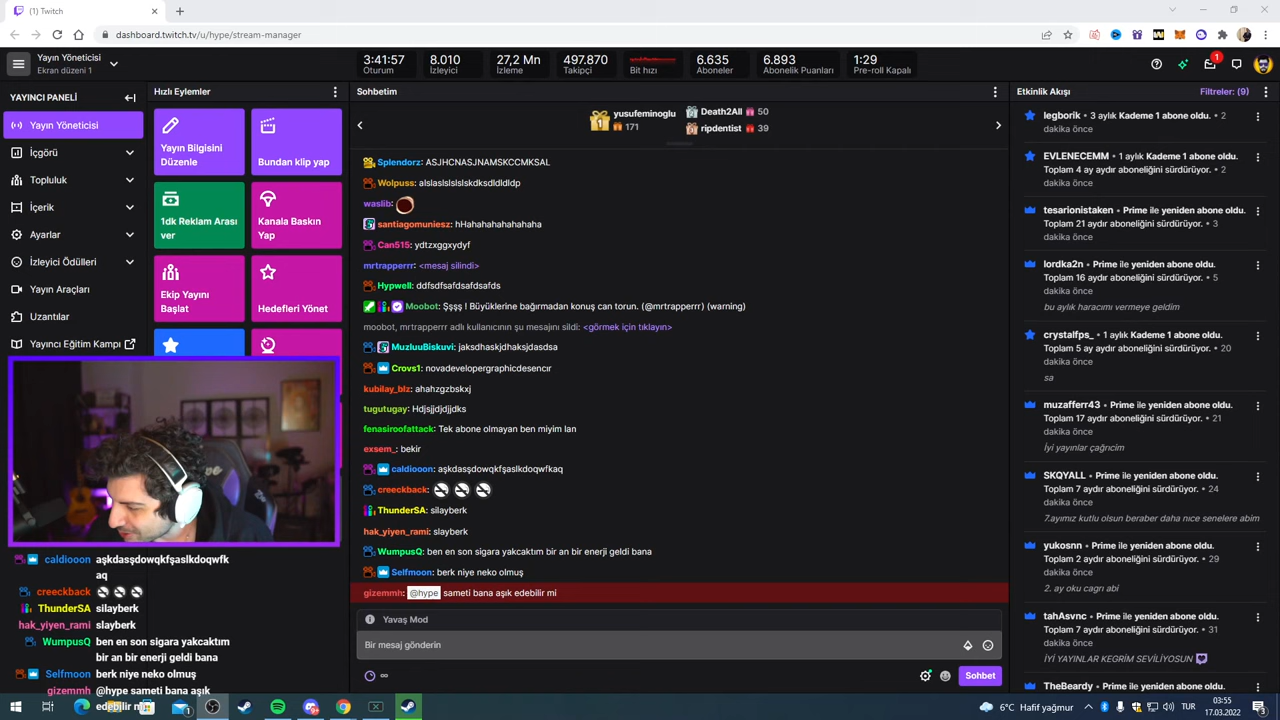 (1) Twitch
dashboard.twitch.tv/u/hype/stream-manager
Yayın Yöneticisi
Ekran düzeni 1
3:41:57
Oturum
8.010
İzleyici
27,2 Mn
İzleme
497.870
Takipçi
Bit hızı
6.635
Aboneler
6.893
Abonelik Puanları
1:29
Pre-roll Kapalı
1
YAYINCI PANELİ
Yayın Yöneticisi
İçgörü
Topluluk
İçerik
Ayarlar
İzleyici Ödülleri
Yayın Araçları
Uzantılar
Yayıncı Eğitim Kampı
Hızlı Eylemler
Yayın Bilgisini
Düzenle
Bundan klip yap
1dk Reklam Arası
ver
Kanala Baskın
Yap
Ekip Yayını
Başlat
Hedefleri Yönet
Sohbetim
1
yusufeminoglu
171
Death2All 50
ripdentist 39
Splendorz: ASJHCNASJNAMSKCCMKSAL
Wolpuss: alslaslslslslskdksdldldldp
waslib:
santiagomuniesz: hHahahahahahaha
Can515: ydtzxggxydyf
mrtrapperrr: <mesaj silindi>
Hypwell: ddfsdfsafdsafdsafds
Moobot: Şşşş ! Büyüklerine bağırmadan konuş can torun. (@mrtrapperrr) (warning)
moobot, mrtrapperrr adlı kullanıcının şu mesajını sildi: <görmek için tıklayın>
MuzluuBiskuvi: jaksdhaskjdhaksjdasdsa
Crovs1: novadevelopergraphicdesencır
kubilay_blz: ahahzgzbskxj
tugutugay: Hdjsjjdjdjjdks
fenasiroofattack: Tek abone olmayan ben miyim lan
exsem_: bekir
caldiooon: aşkdasşdowqkfşaslkdoqwfkaq
creeckback:
ThunderSA: silayberk
hak_yiyen_rami: slayberk
WumpusQ: ben en son sigara yakcaktım bir an bir enerji geldi bana
Selfmoon: berk niye neko olmuş
gizemmh: @hype sameti bana aşık edebilir mi
Yavaş Mod
Bir mesaj gönderin
Sohbet
Etkinlik Akışı
Filtreler: (9)
legborik • 3 aylık Kademe 1 abone oldu. • 2
dakika önce
EVLENECEMM • 1 aylık Kademe 1 abone oldu.
Toplam 4 ay aydır aboneliğini sürdürüyor. • 2
dakika önce
tesarionistaken • Prime ile yeniden abone oldu.
Toplam 21 aydır aboneliğini sürdürüyor. • 3
dakika önce
lordka2n • Prime ile yeniden abone oldu.
Toplam 16 aydır aboneliğini sürdürüyor. • 5
dakika önce
bu aylık haracımı vermeye geldim
crystalfps_ • 1 aylık Kademe 1 abone oldu.
Toplam 5 ay aydır aboneliğini sürdürüyor. • 20
dakika önce
sa
muzafferr43 • Prime ile yeniden abone oldu.
Toplam 17 aydır aboneliğini sürdürüyor. • 21
dakika önce
İyi yayınlar çağrıcim
SKQYALL • Prime ile yeniden abone oldu.
Toplam 7 aydır aboneliğini sürdürüyor. • 24
dakika önce
7.ayımız kutlu olsun beraber daha nıce senelere abim
yukosnn • Prime ile yeniden abone oldu.
Toplam 2 aydır aboneliğini sürdürüyor. • 29
dakika önce
2. ay oku cagrı abi
tahAsvnc • Prime ile yeniden abone oldu.
Toplam 7 aydır aboneliğini sürdürüyor. • 31
dakika önce
İYİ YAYINLAR KEGRİM SEVİLİYOSUN
TheBeardy • Prime ile yeniden abone oldu.
caldiooon aşkdasşdowqkfşaslkdoqwfk
aq
creeckback
ThunderSA silayberk
hak_yiyen_rami slayberk
WumpusQ ben en son sigara yakcaktım
bir an bir enerji geldi bana
Selfmoon berk niye neko olmuş
gizemmh @hype sameti bana aşık
edebilir mi
1
6°C Hafif yağmur
TUR
03:55
17.03.2022
3